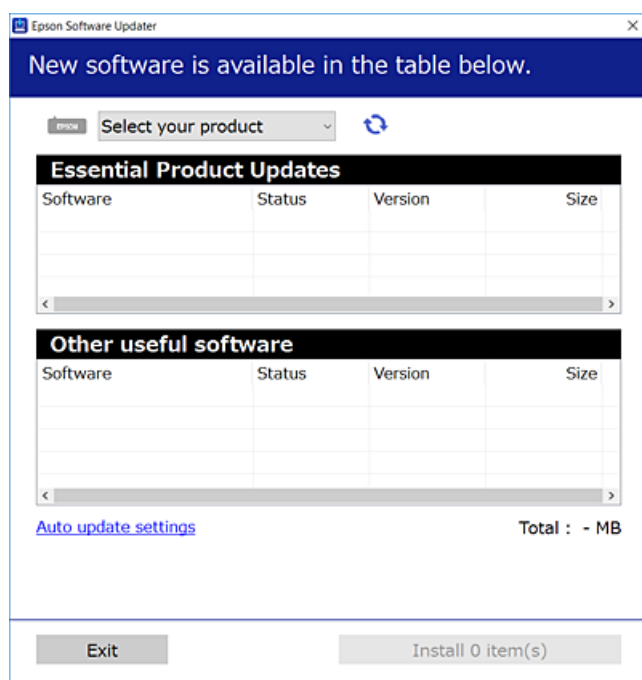 Epson Software Updater
New software is available in the table below.
EPSON Select your product
Essential Product Updates
Software Status Version Size
Other useful software
Software Status Version Size
Auto update settings Total : - MB
Exit Install 0 item(s)